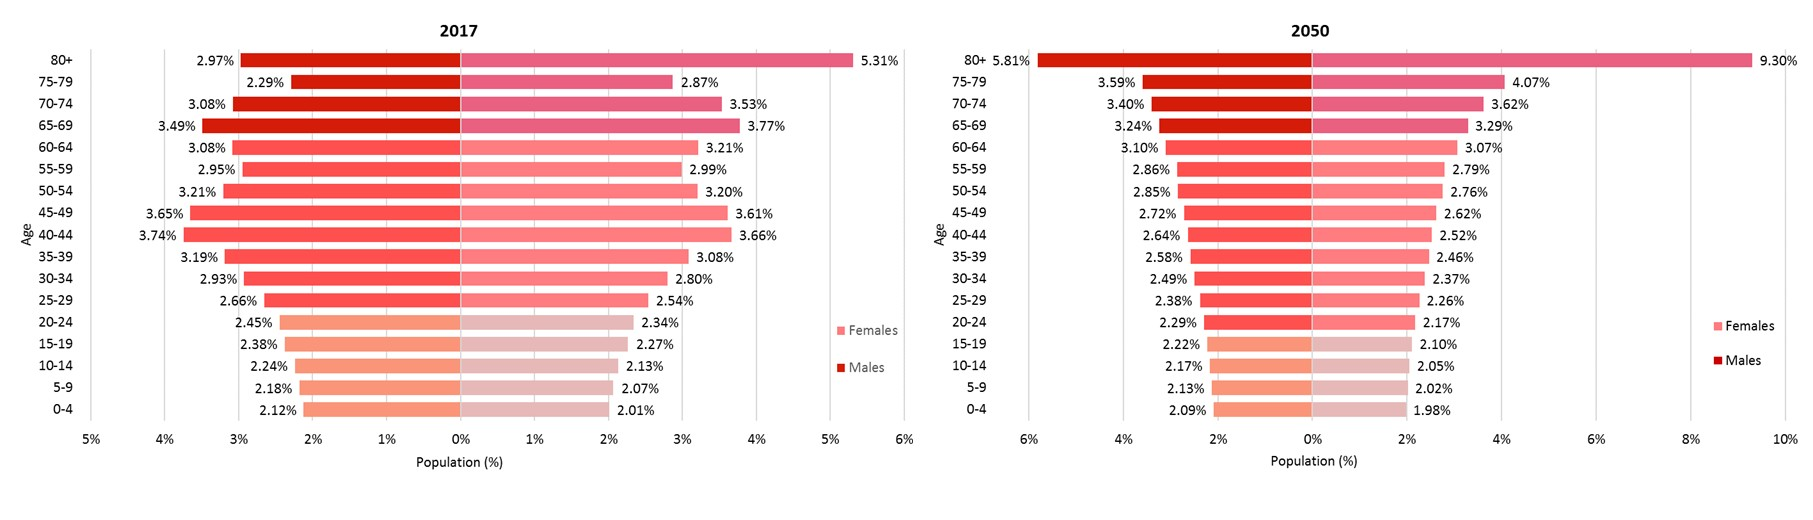 2017
80+ 2.97% 5.31%
75-79 2.29% 2.87%
70-74 3.08% 3.53%
65-69 3.49% 3.77%
60-64 3.08% 3.21%
55-59 2.95% 2.99%
50-54 3.21% 3.20%
45-49 3.65% 3.61%
40-44 3.74% 3.66%
35-39 3.19% 3.08%
30-34 2.93% 2.80%
25-29 2.66% 2.54%
20-24 2.45% 2.34%
15-19 2.38% 2.27%
10-14 2.24% 2.13%
5-9 2.18% 2.07%
0-4 2.12% 2.01%
Age
Females
Males
5% 4% 3% 2% 1% 0% 1% 2% 3% 4% 5% 6%
Population (%)
2050
80+ 5.81% 9.30%
75-79 3.59% 4.07%
70-74 3.40% 3.62%
65-69 3.24% 3.29%
60-64 3.10% 3.07%
55-59 2.86% 2.79%
50-54 2.85% 2.76%
45-49 2.72% 2.62%
40-44 2.64% 2.52%
35-39 2.58% 2.46%
30-34 2.49% 2.37%
25-29 2.38% 2.26%
20-24 2.29% 2.17%
15-19 2.22% 2.10%
10-14 2.17% 2.05%
5-9 2.13% 2.02%
0-4 2.09% 1.98%
Age
Females
Males
6% 4% 2% 0% 2% 4% 6% 8% 10%
Population (%)